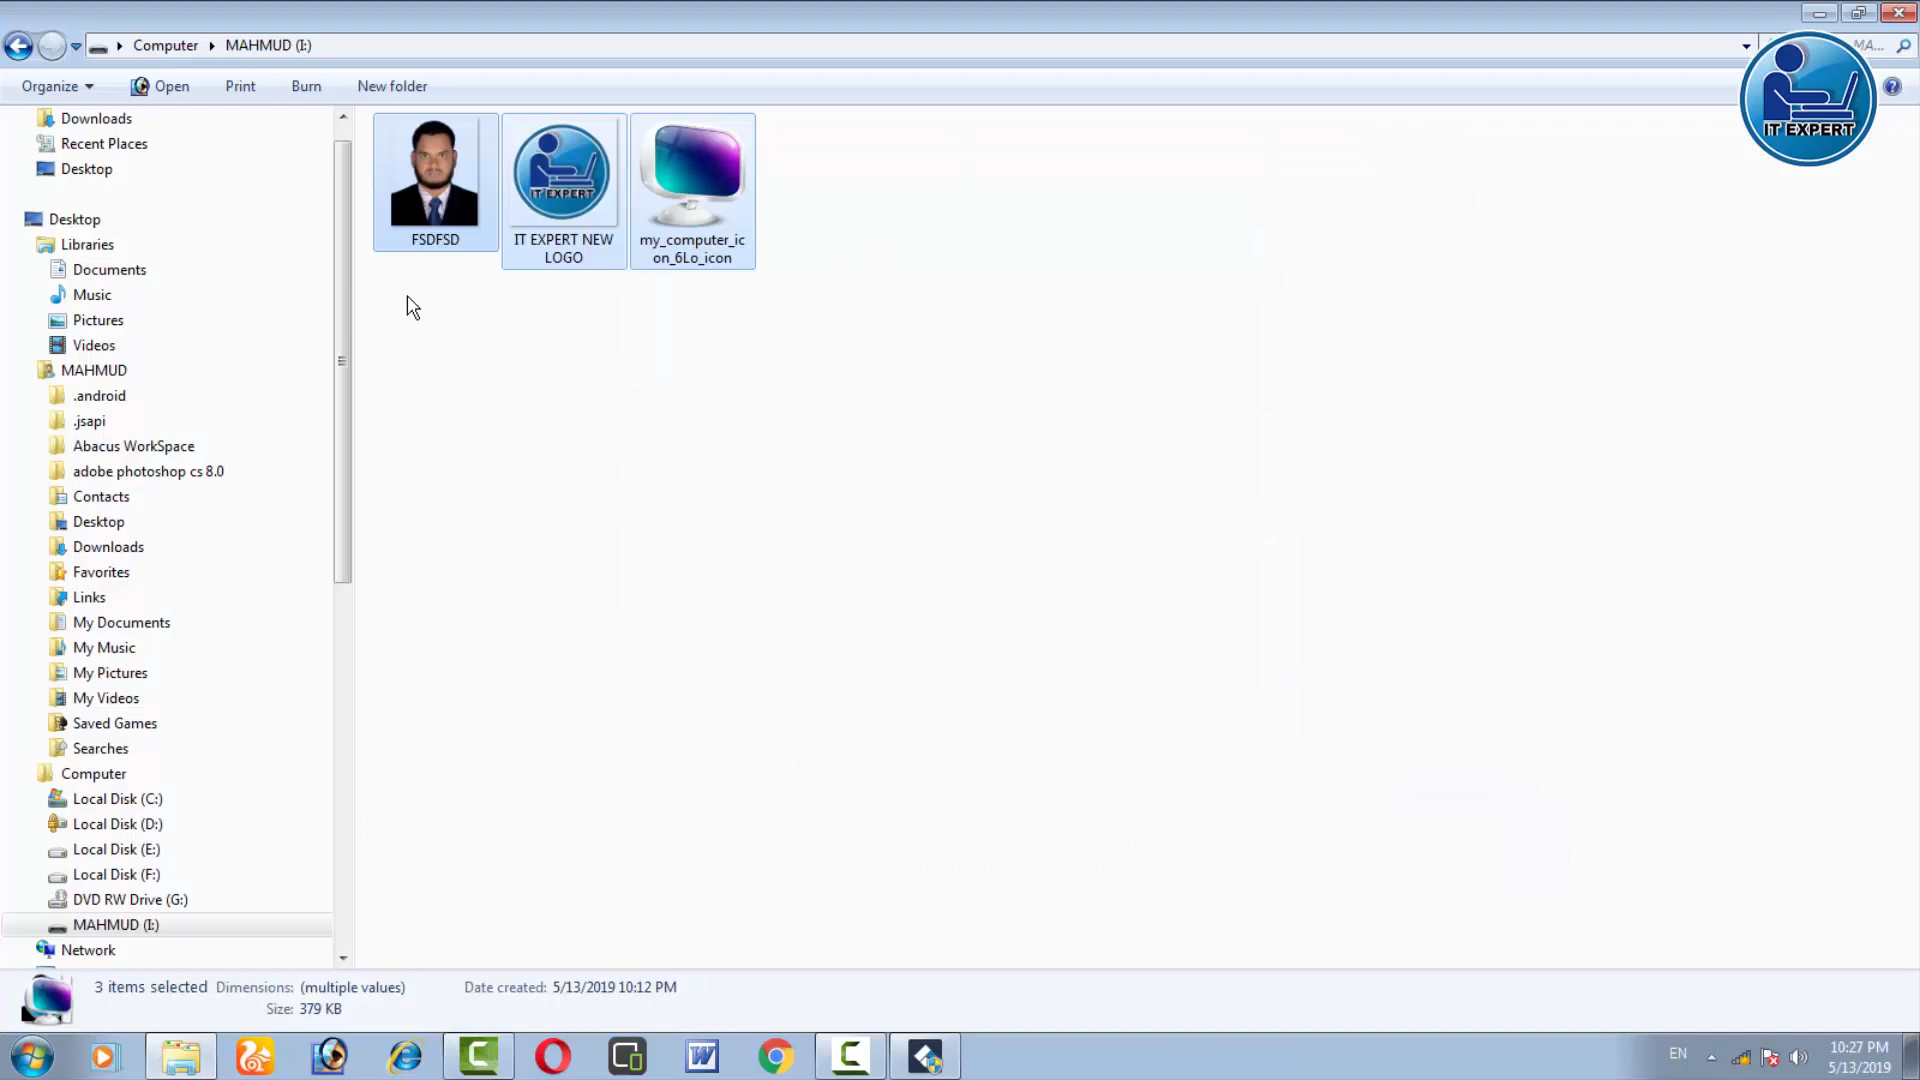 Computer
MAHMUD (I:)
MA...
Organize
Open
Print
Burn
New folder
IT EXPERT
Downloads
Recent Places
Desktop
Desktop
Libraries
Documents
Music
Pictures
Videos
MAHMUD
.android
.jsapi
Abacus WorkSpace
adobe photoshop cs 8.0
Contacts
Desktop
Downloads
Favorites
Links
My Documents
My Music
My Pictures
My Videos
Saved Games
Searches
Computer
Local Disk (C:)
Local Disk (D:)
Local Disk (E:)
Local Disk (F:)
DVD RW Drive (G:)
MAHMUD (I:)
Network
IT EXPERT
FSDFSD
IT EXPERT NEW
LOGO
my_computer_ic
on_6Lo_icon
3 items selected
Dimensions: (multiple values)
Size: 379 KB
Date created: 5/13/2019 10:12 PM
EN
10:27 PM
5/13/2019